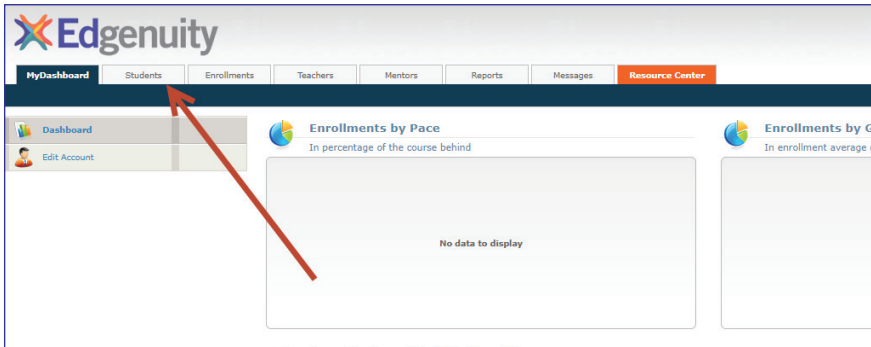 Edgenuity
MyDashboard Students Enrollments Teachers Mentors Reports Messages Resource Center
Dashboard
Edit Account
Enrollments by Pace
In percentage of the course behind
No data to display
Enrollments by G
In enrollment average